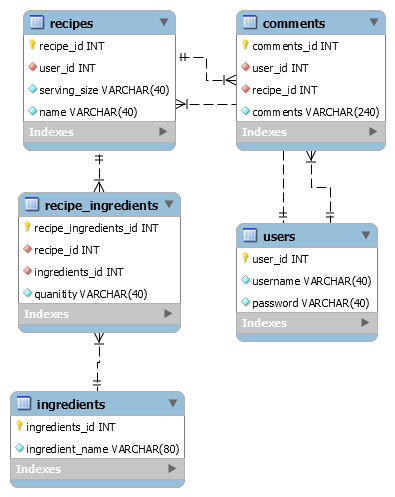 recipes
recipe_id INT
user_id INT
serving_size VARCHAR(40)
name VARCHAR(40)
Indexes
comments
comments_id INT
user_id INT
recipe_id INT
comments VARCHAR(240)
Indexes
recipe_ingredients
recipe_ingredients_id INT
recipe_id INT
ingredients_id INT
quanitity VARCHAR(40)
Indexes
users
user_id INT
username VARCHAR(40)
password VARCHAR(40)
Indexes
ingredients
ingredients_id INT
ingredient_name VARCHAR(80)
Indexes